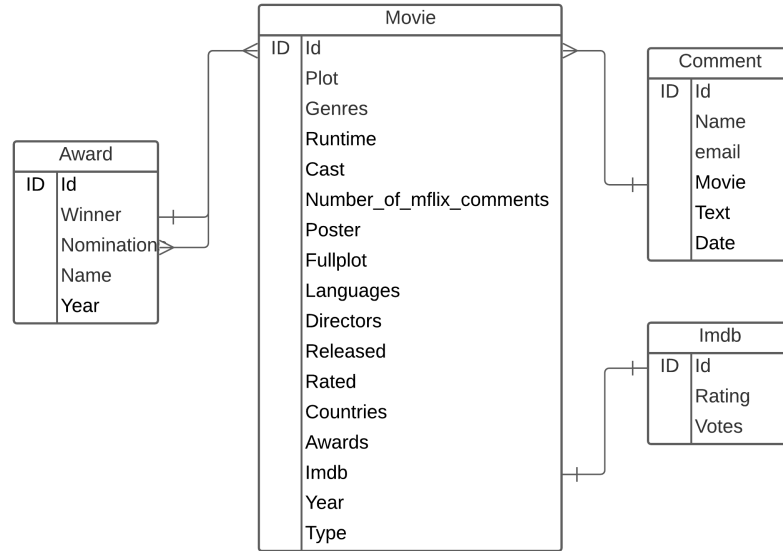 Movie
ID Id
Plot
Genres
Runtime
Cast
Number_of_mflix_comments
Poster
Fullplot
Languages
Directors
Released
Rated
Countries
Awards
Imdb
Year
Type
Award
ID Id
Winner
Nomination
Name
Year
Comment
ID Id
Name
email
Movie
Text
Date
Imdb
ID Id
Rating
Votes